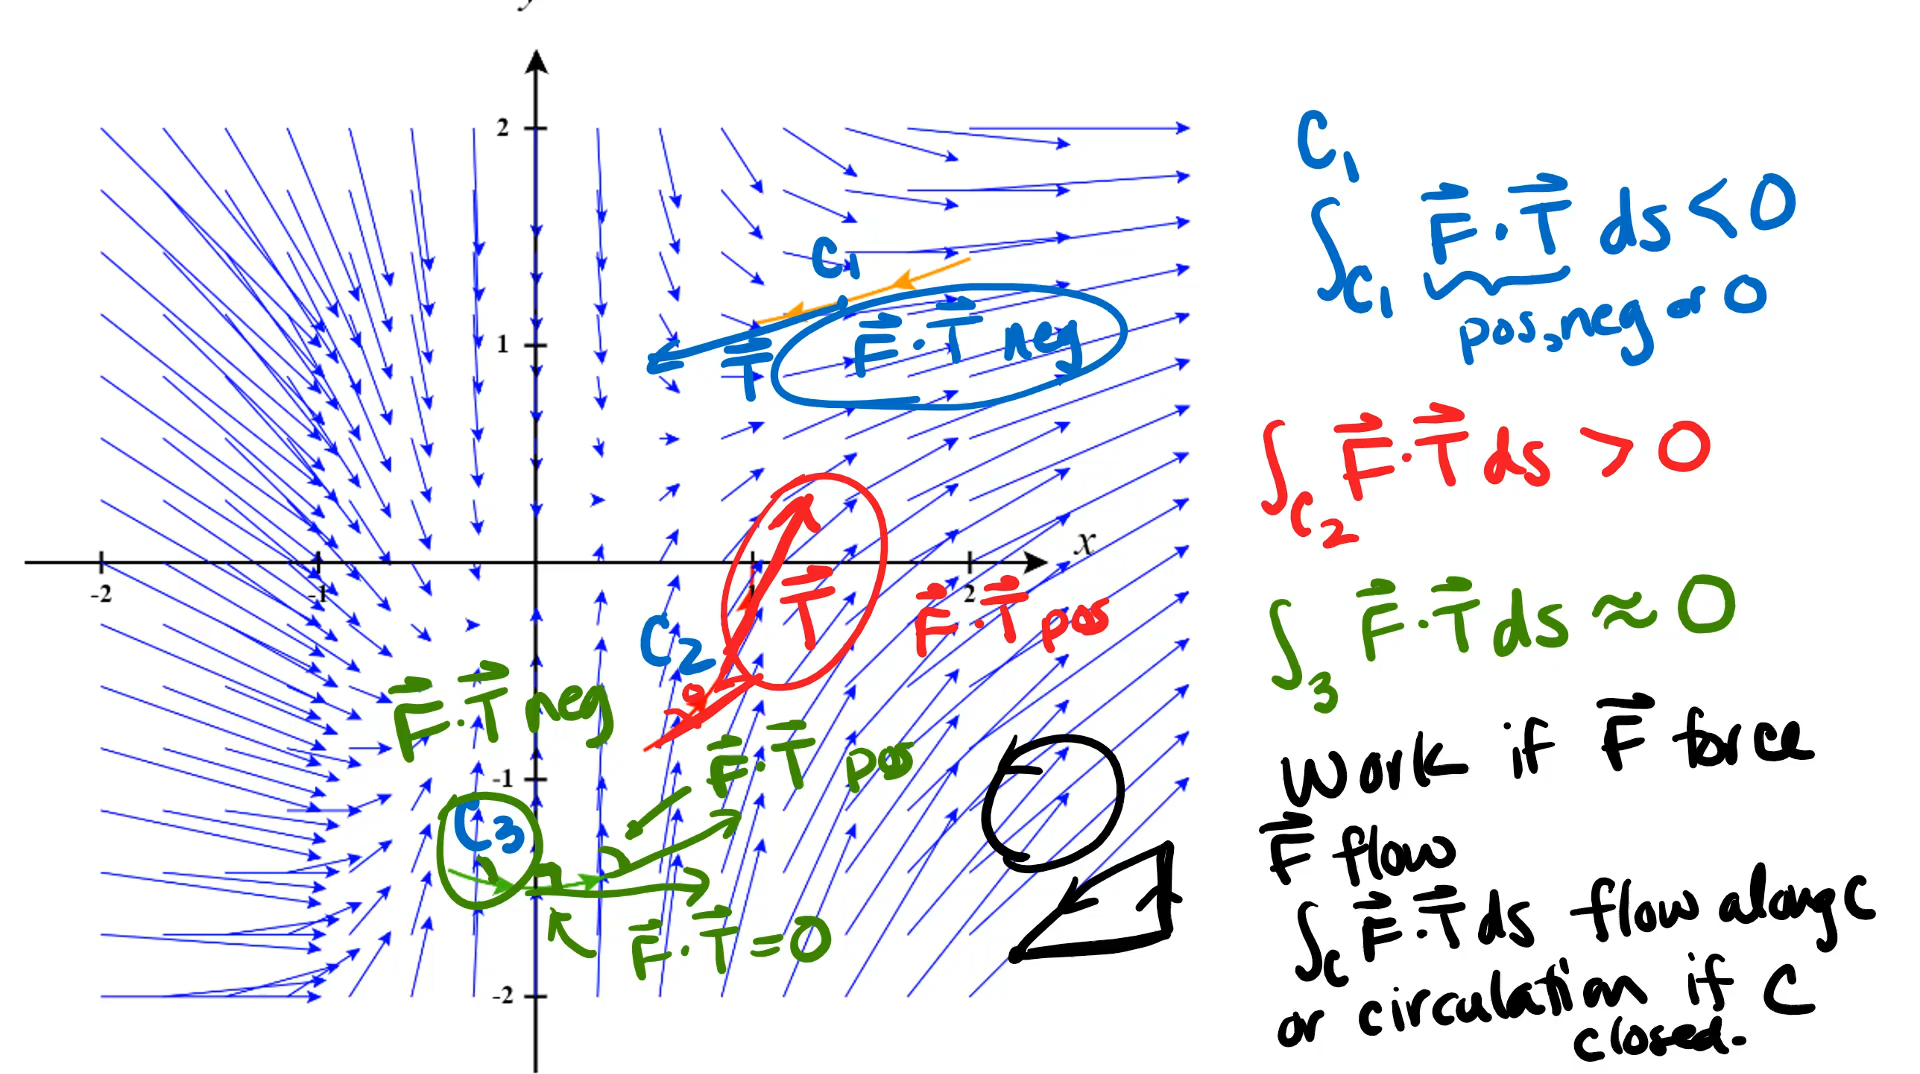 y
2
1
-1
-2
-2
-1
1
2
x
C₁
T⃗
F⃗·T⃗ neg
C₂
T⃗
F⃗·T⃗ pos
F⃗·T⃗ neg
F⃗·T⃗ pos
C₃
F⃗·T⃗ = 0
C₁
∫C₁ F⃗·T⃗ ds < 0
pos, neg or 0
∫C₂ F⃗·T⃗ ds > 0
∫₃ F⃗·T⃗ ds ≈ 0
Work if F⃗ force
F⃗ flow
∫C F⃗·T⃗ ds flow along C
or circulation if C
closed.